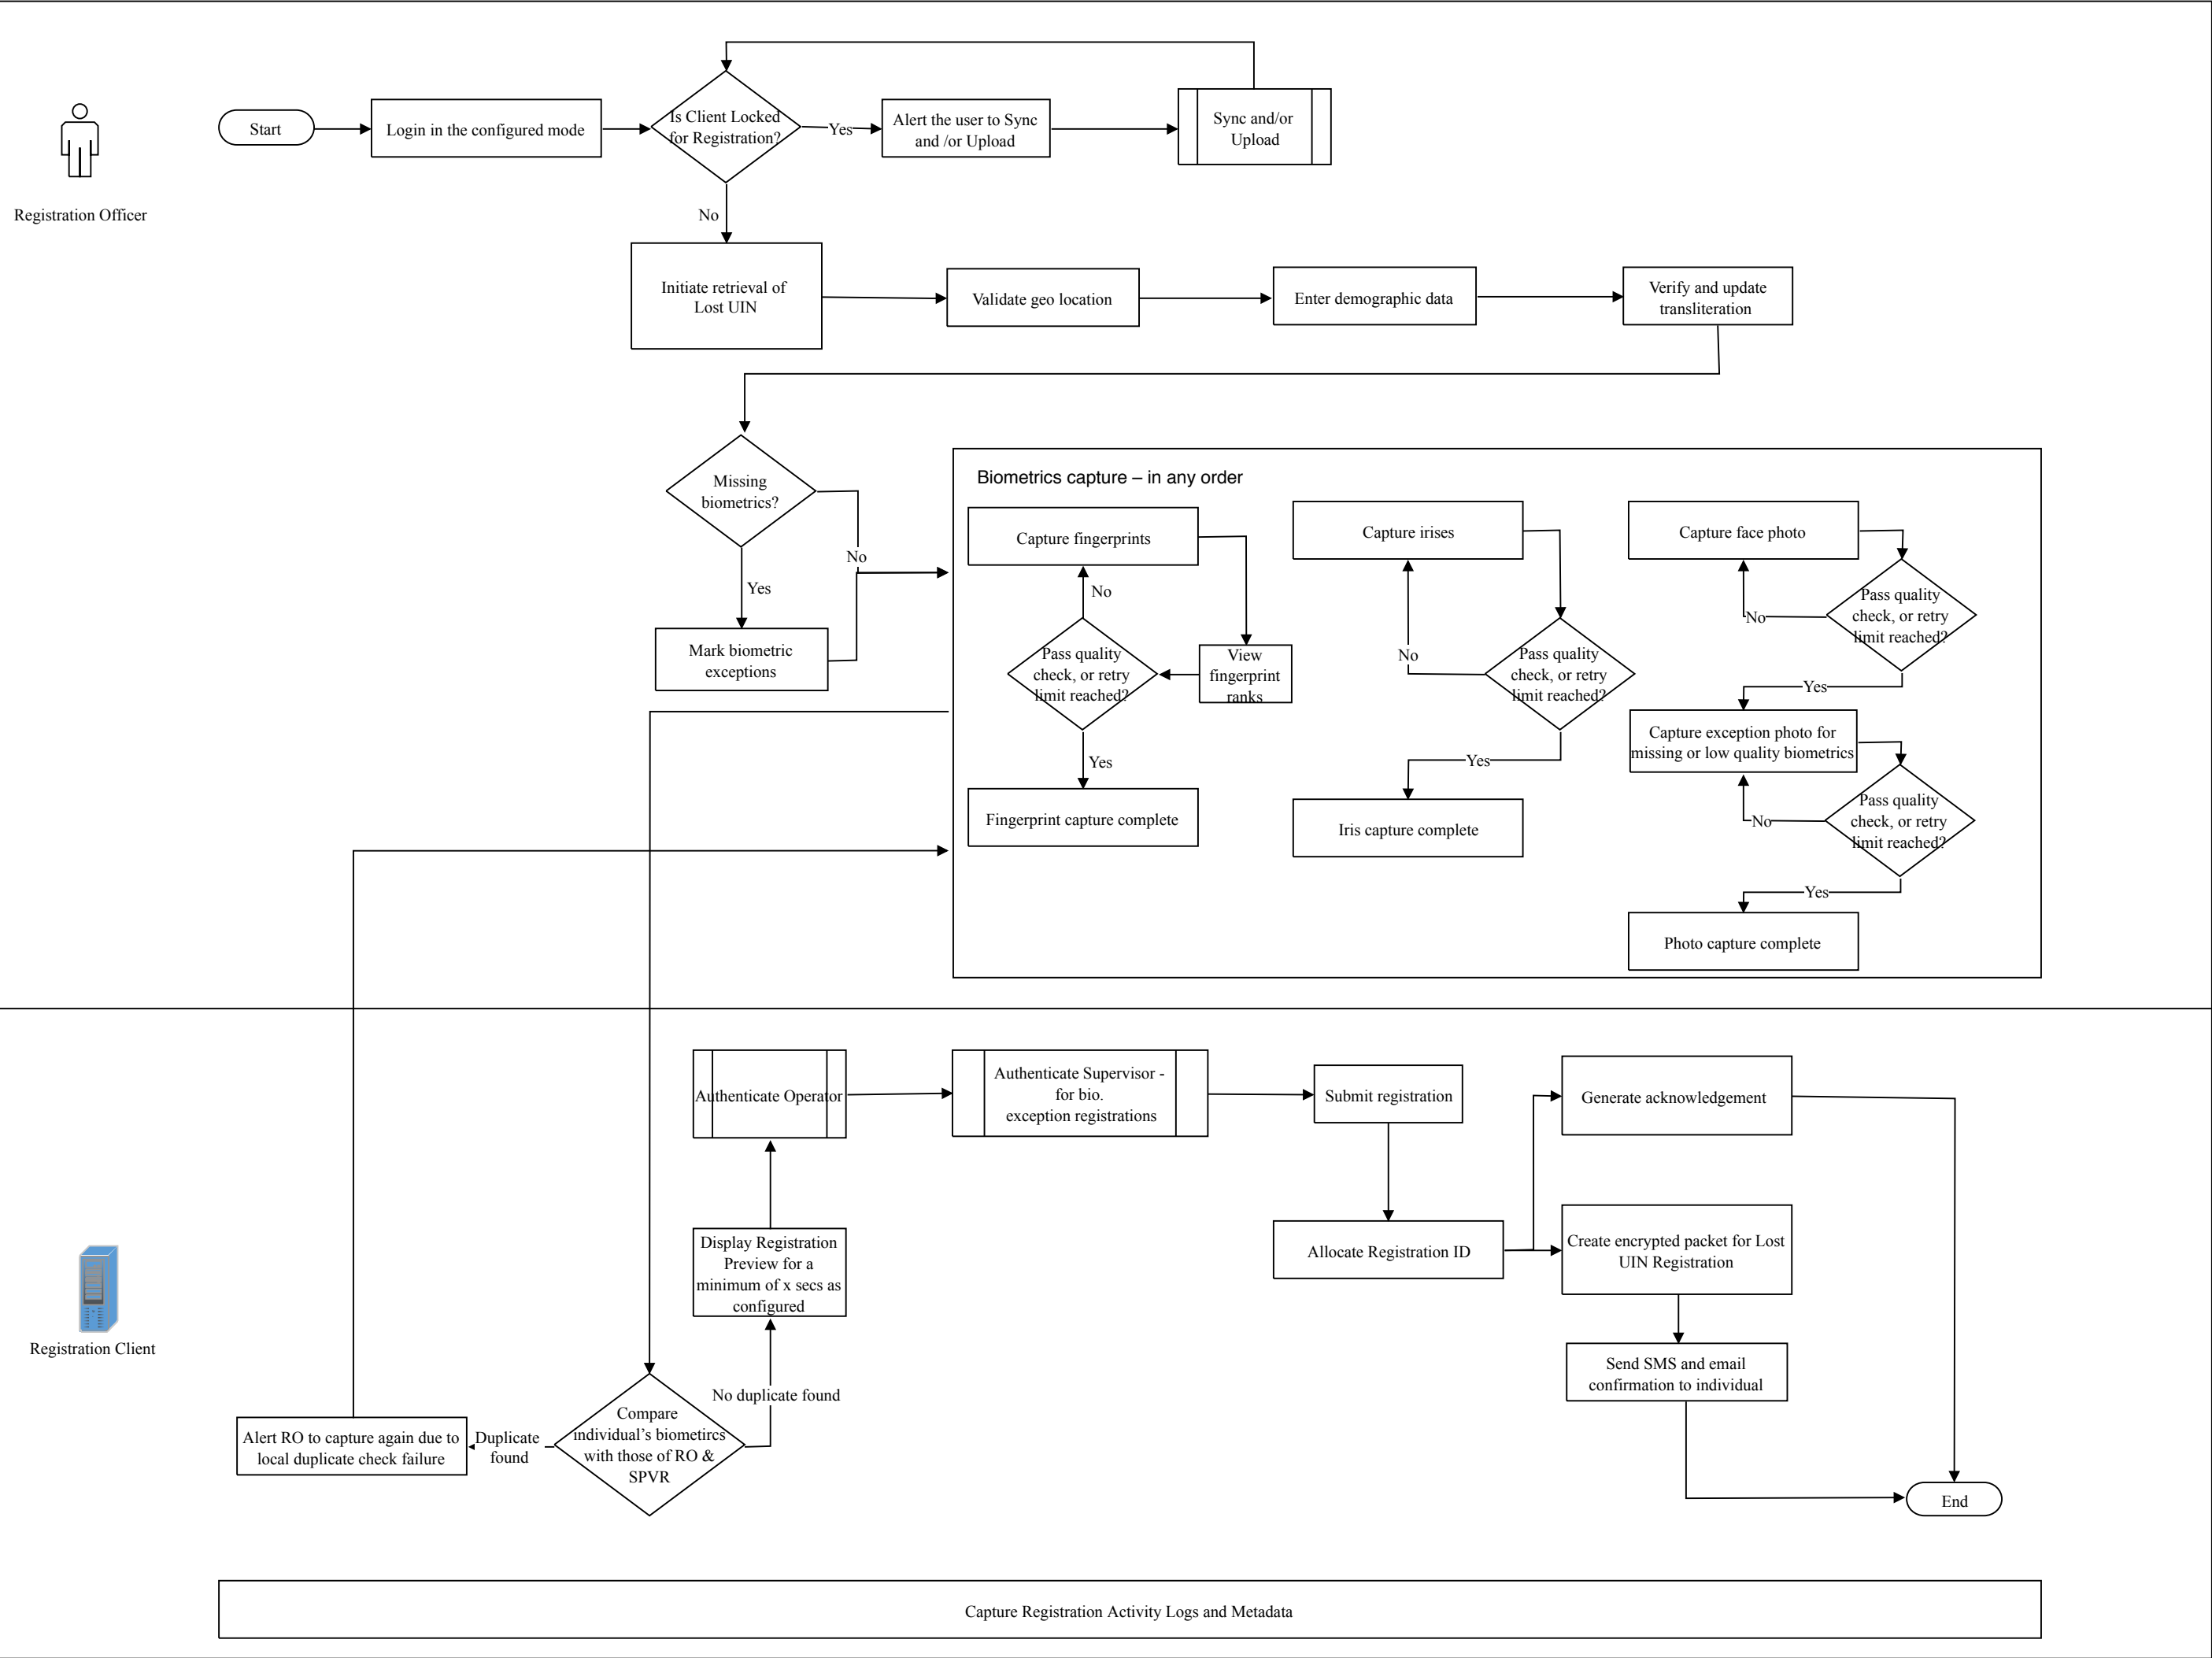 Start
Login in the configured mode
Is Client Locked
for Registration?
Yes
Alert the user to Sync
and /or Upload
Sync and/or
Upload
Registration Officer
No
Initiate retrieval of
Lost UIN
Validate geo location
Enter demographic data
Verify and update
transliteration
Missing
biometrics?
No
Yes
Mark biometric
exceptions
Biometrics capture – in any order
Capture fingerprints
No
Pass quality
check, or retry
limit reached?
View
fingerprint
ranks
Yes
Fingerprint capture complete
Capture irises
No
Pass quality
check, or retry
limit reached?
Yes
Iris capture complete
Capture face photo
Pass quality
check, or retry
limit reached?
No
Yes
Capture exception photo for
missing or low quality biometrics
Pass quality
check, or retry
limit reached?
No
Yes
Photo capture complete
Authenticate Operator
Authenticate Supervisor -
for bio.
exception registrations
Submit registration
Generate acknowledgement
Display Registration
Preview for a
minimum of x secs as
configured
Allocate Registration ID
Create encrypted packet for Lost
UIN Registration
Registration Client
Send SMS and email
confirmation to individual
No duplicate found
Compare
individual’s biometircs
with those of RO &
SPVR
Duplicate
found
Alert RO to capture again due to
local duplicate check failure
End
Capture Registration Activity Logs and Metadata